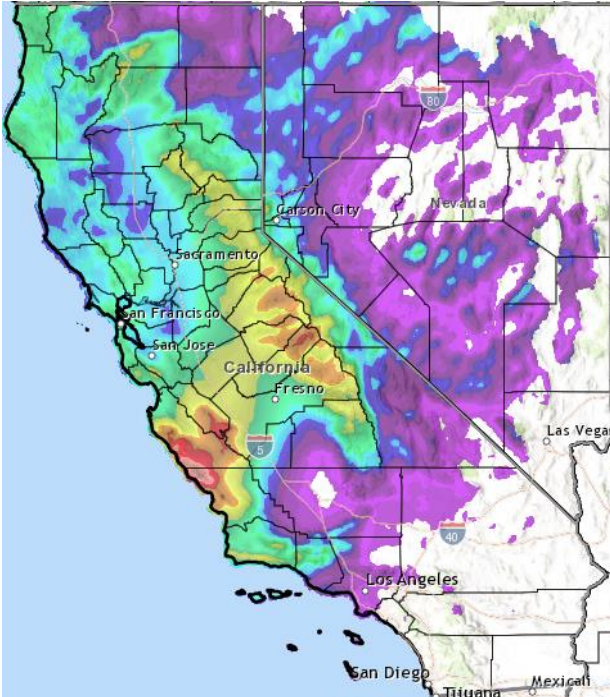 80
Nevada
Carson City
Sacramento
San Francisco
San Jose
California
Fresno
5
Las Vega
40
Los Angeles
San Diego
Mexicali
Tijuana